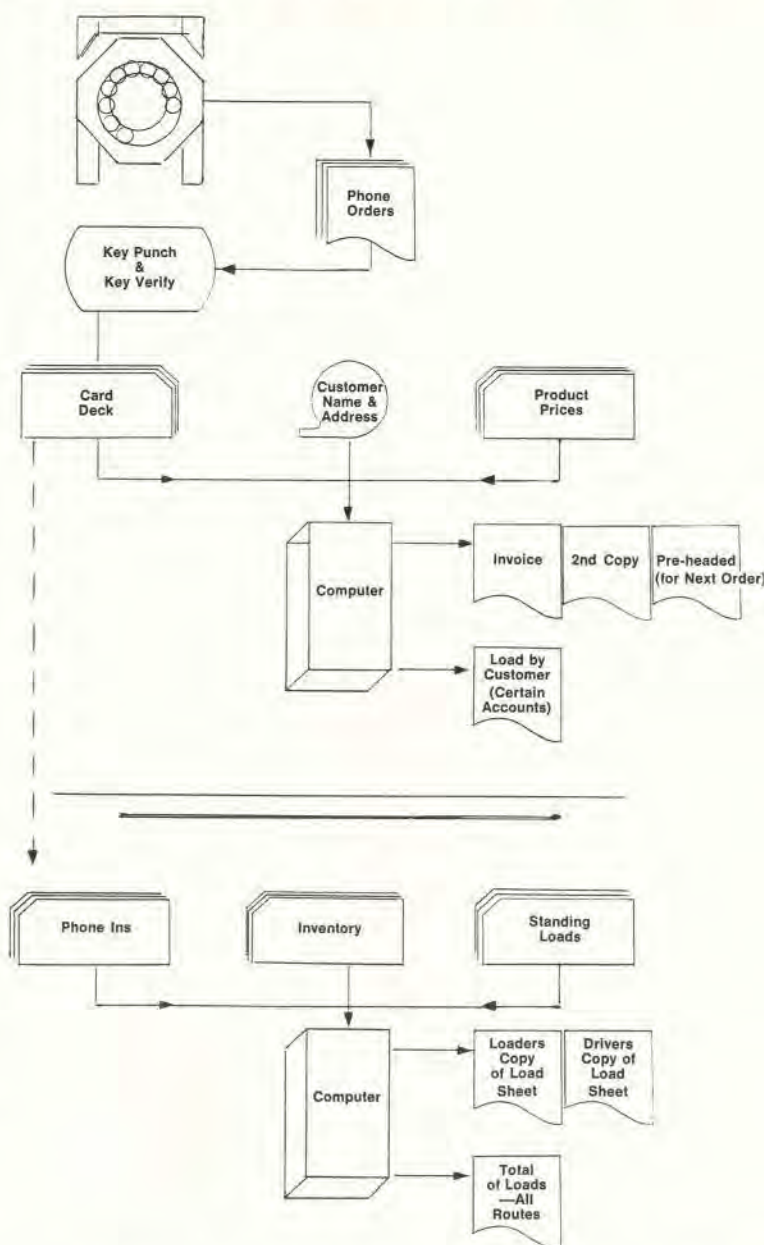 Phone
Orders
Key Punch
&
Key Verify
Card
Deck
Customer
Name &
Address
Product
Prices
Computer
Invoice
2nd Copy
Pre-headed
(for Next Order)
Load by
Customer
(Certain
Accounts)
Phone Ins
Inventory
Standing
Loads
Computer
Loaders
Copy
of Load
Sheet
Drivers
Copy of
Load
Sheet
Total
of Loads
—All
Routes